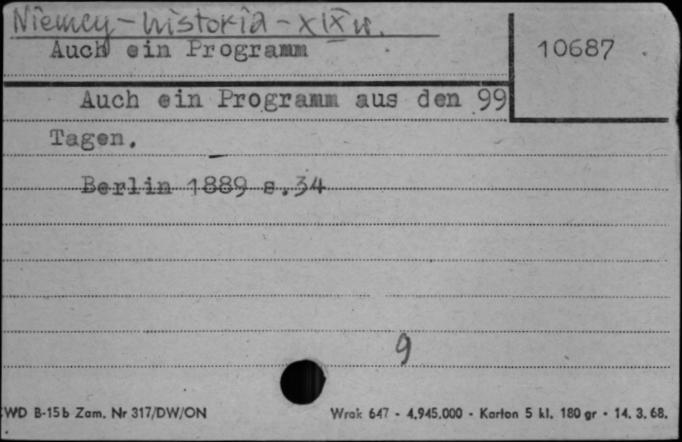 Niemcy - historia - XIX w.
Auch ein Programm
10687
Auch ein Programm aus den 99
Tagen.
Berlin 1889 s.34
9
WD B-15b Zam. Nr 317/DW/ON
Wrak 647 - 4.945.000 - Karton 5 kl. 180 gr - 14. 3. 68.